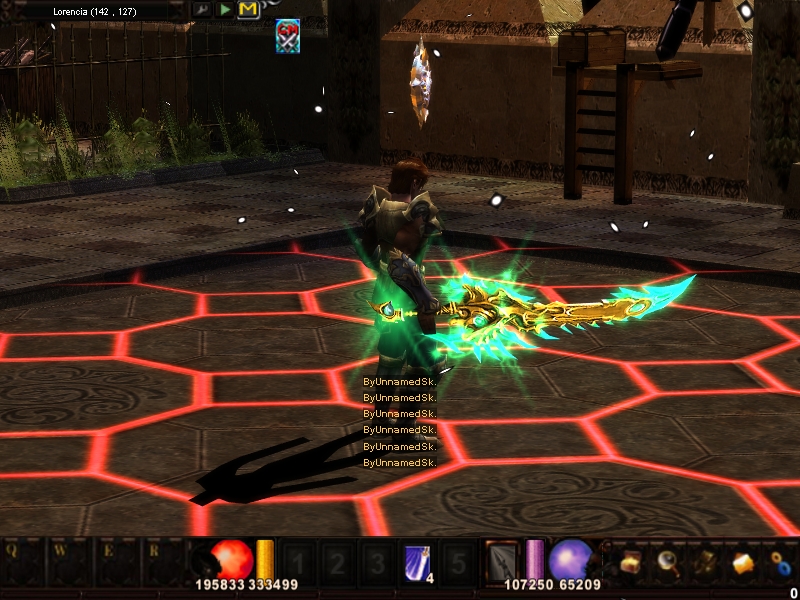 Lorencia (142 , 127)
M
CP
ByUnnamedSk.
ByUnnamedSk.
ByUnnamedSk.
ByUnnamedSk.
ByUnnamedSk.
ByUnnamedSk.
Q W E R 1 2 3 4 5
195833 333499 107250 65209
0